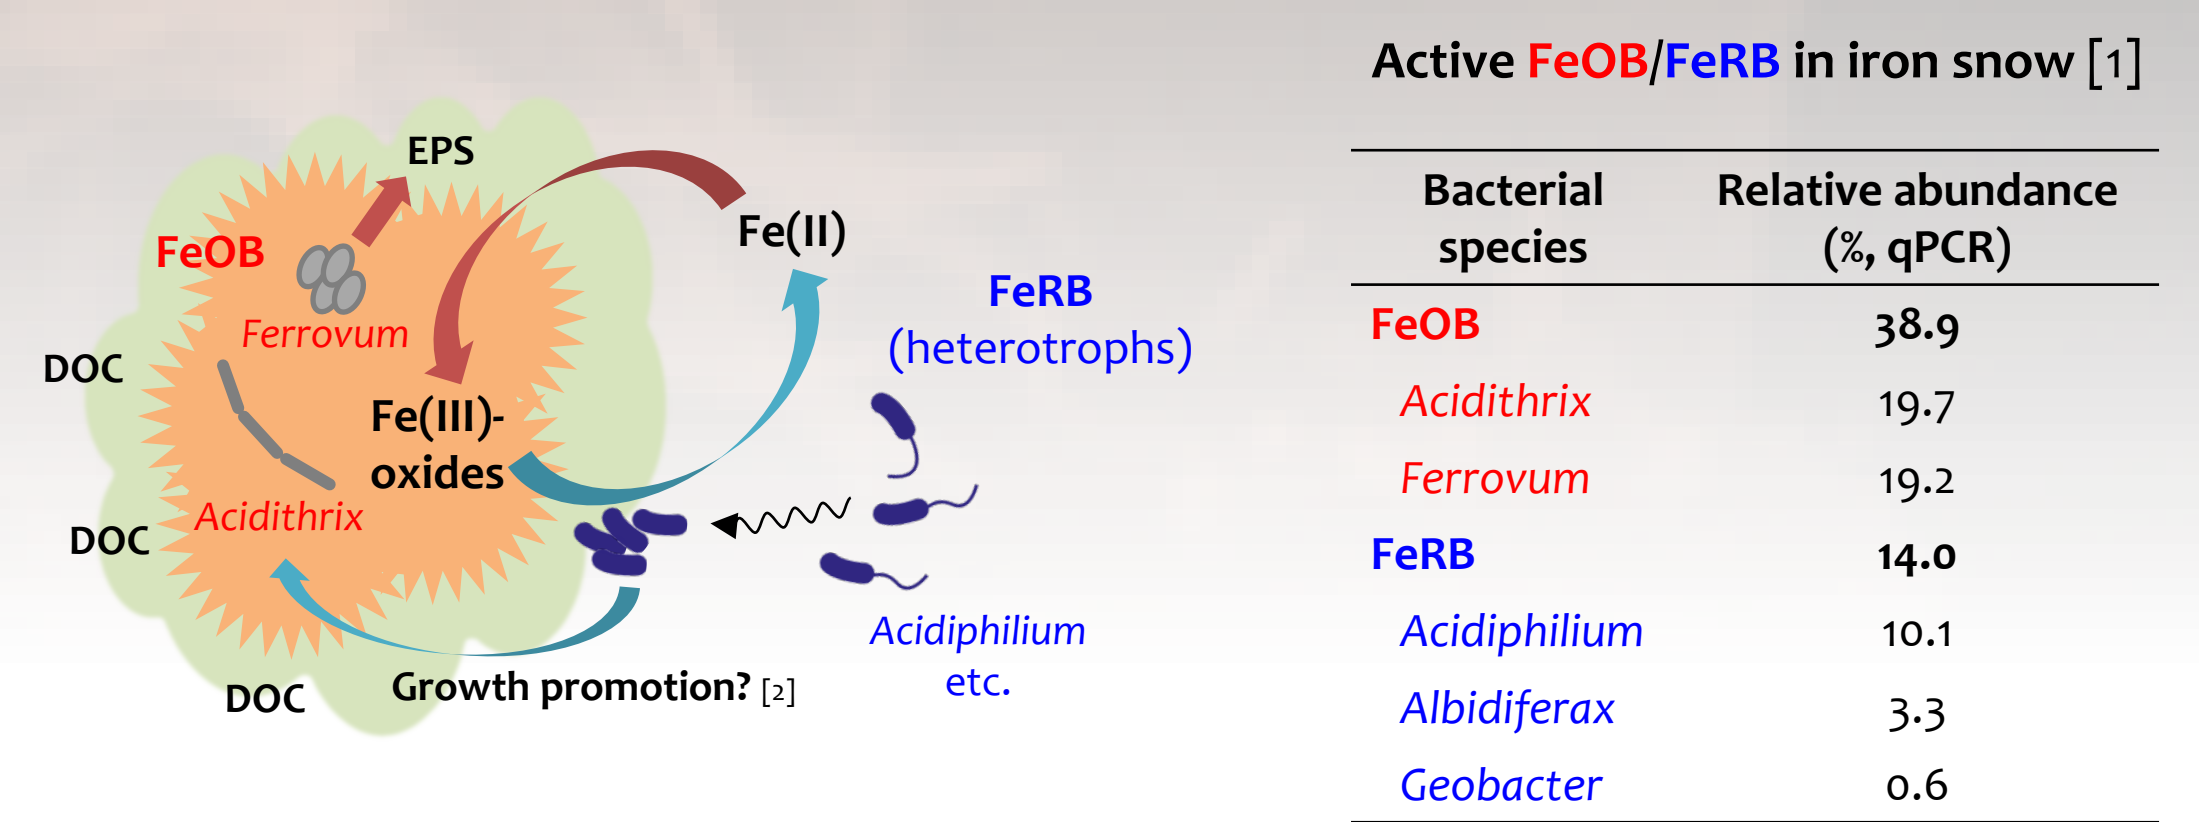 Active FeOB/FeRB in iron snow [1]
EPS
FeOB
Ferrovum
Fe(II)
FeRB
(heterotrophs)
DOC
Fe(III)-
oxides
Acidithrix
DOC
Acidiphilium
etc.
DOC
Growth promotion? [2]
Bacterial species Relative abundance (%, qPCR)
FeOB 38.9
Acidithrix 19.7
Ferrovum 19.2
FeRB 14.0
Acidiphilium 10.1
Albidiferax 3.3
Geobacter 0.6